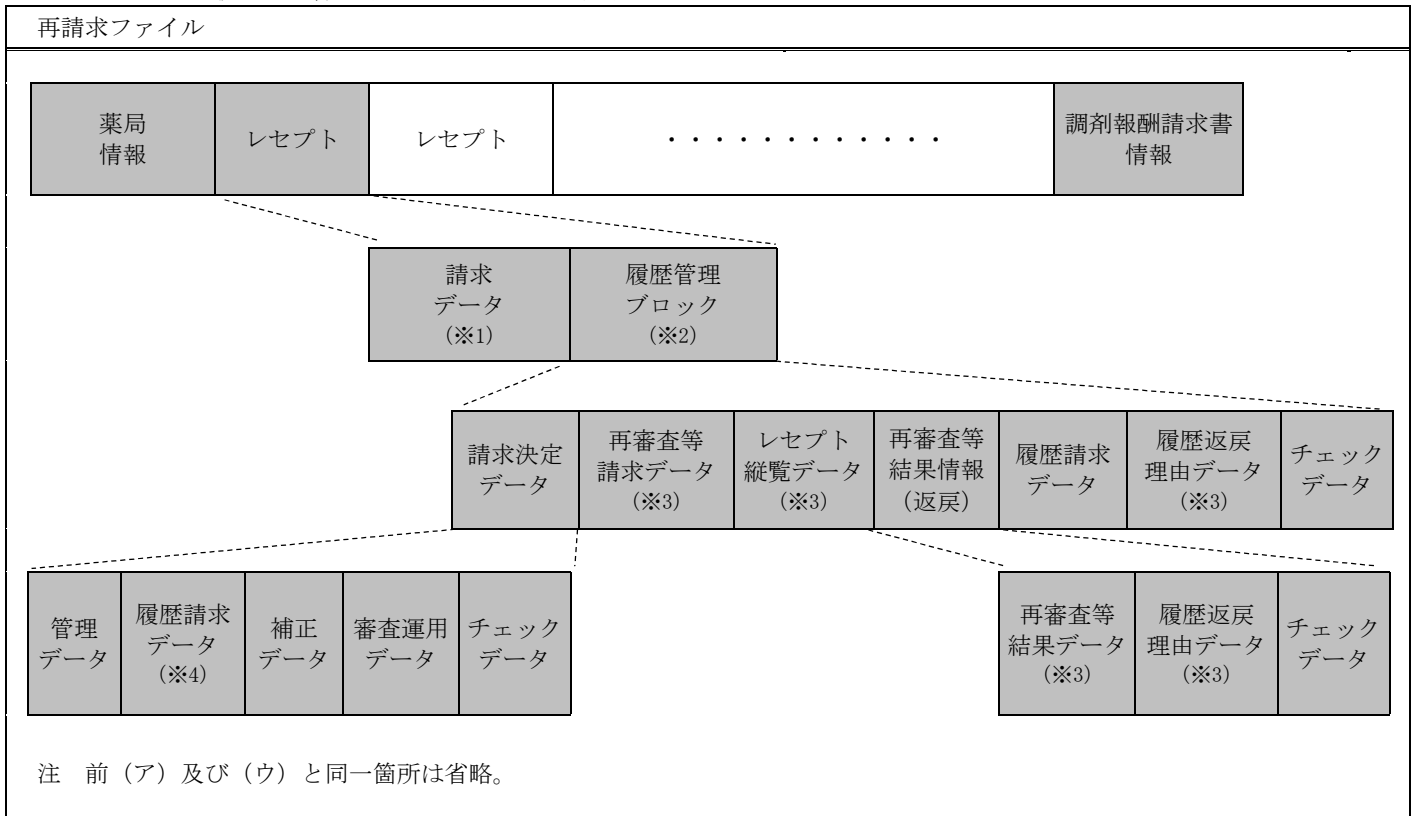 再請求ファイル
薬局
情報
レセプト
レセプト
・・・・・・・・・・・・
調剤報酬請求書
情報
請求
データ
(※1)
履歴管理
ブロック
(※2)
請求決定
データ
再審査等
請求データ
(※3)
レセプト
縦覧データ
(※3)
再審査等
結果情報
(返戻)
履歴請求
データ
履歴返戻
理由データ
(※3)
チェック
データ
管理
データ
履歴請求
データ
(※4)
補正
データ
審査運用
データ
チェック
データ
再審査等
結果データ
(※3)
履歴返戻
理由データ
(※3)
チェック
データ
注　前（ア）及び（ウ）と同一箇所は省略。